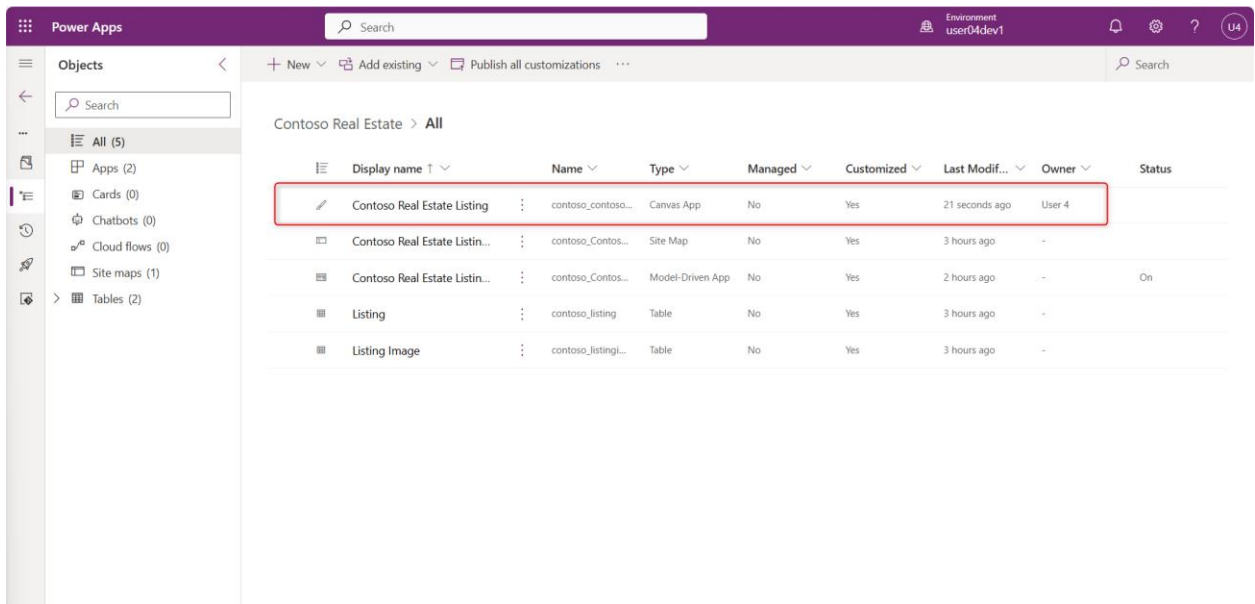 Power Apps
Search
Environment
user04dev1
?
U4
Objects
+ New
Add existing
Publish all customizations
···
Search
Search
All (5)
Apps (2)
Cards (0)
Chatbots (0)
Cloud flows (0)
Site maps (1)
Tables (2)
Contoso Real Estate > All
Display name ↑ Name Type Managed Customized Last Modif... Owner Status
Contoso Real Estate Listing contoso_contoso... Canvas App No Yes 21 seconds ago User 4
Contoso Real Estate Listin... contoso_Contos... Site Map No Yes 3 hours ago -
Contoso Real Estate Listin... contoso_Contos... Model-Driven App No Yes 2 hours ago - On
Listing contoso_listing Table No Yes 3 hours ago -
Listing Image contoso_listingi... Table No Yes 3 hours ago -